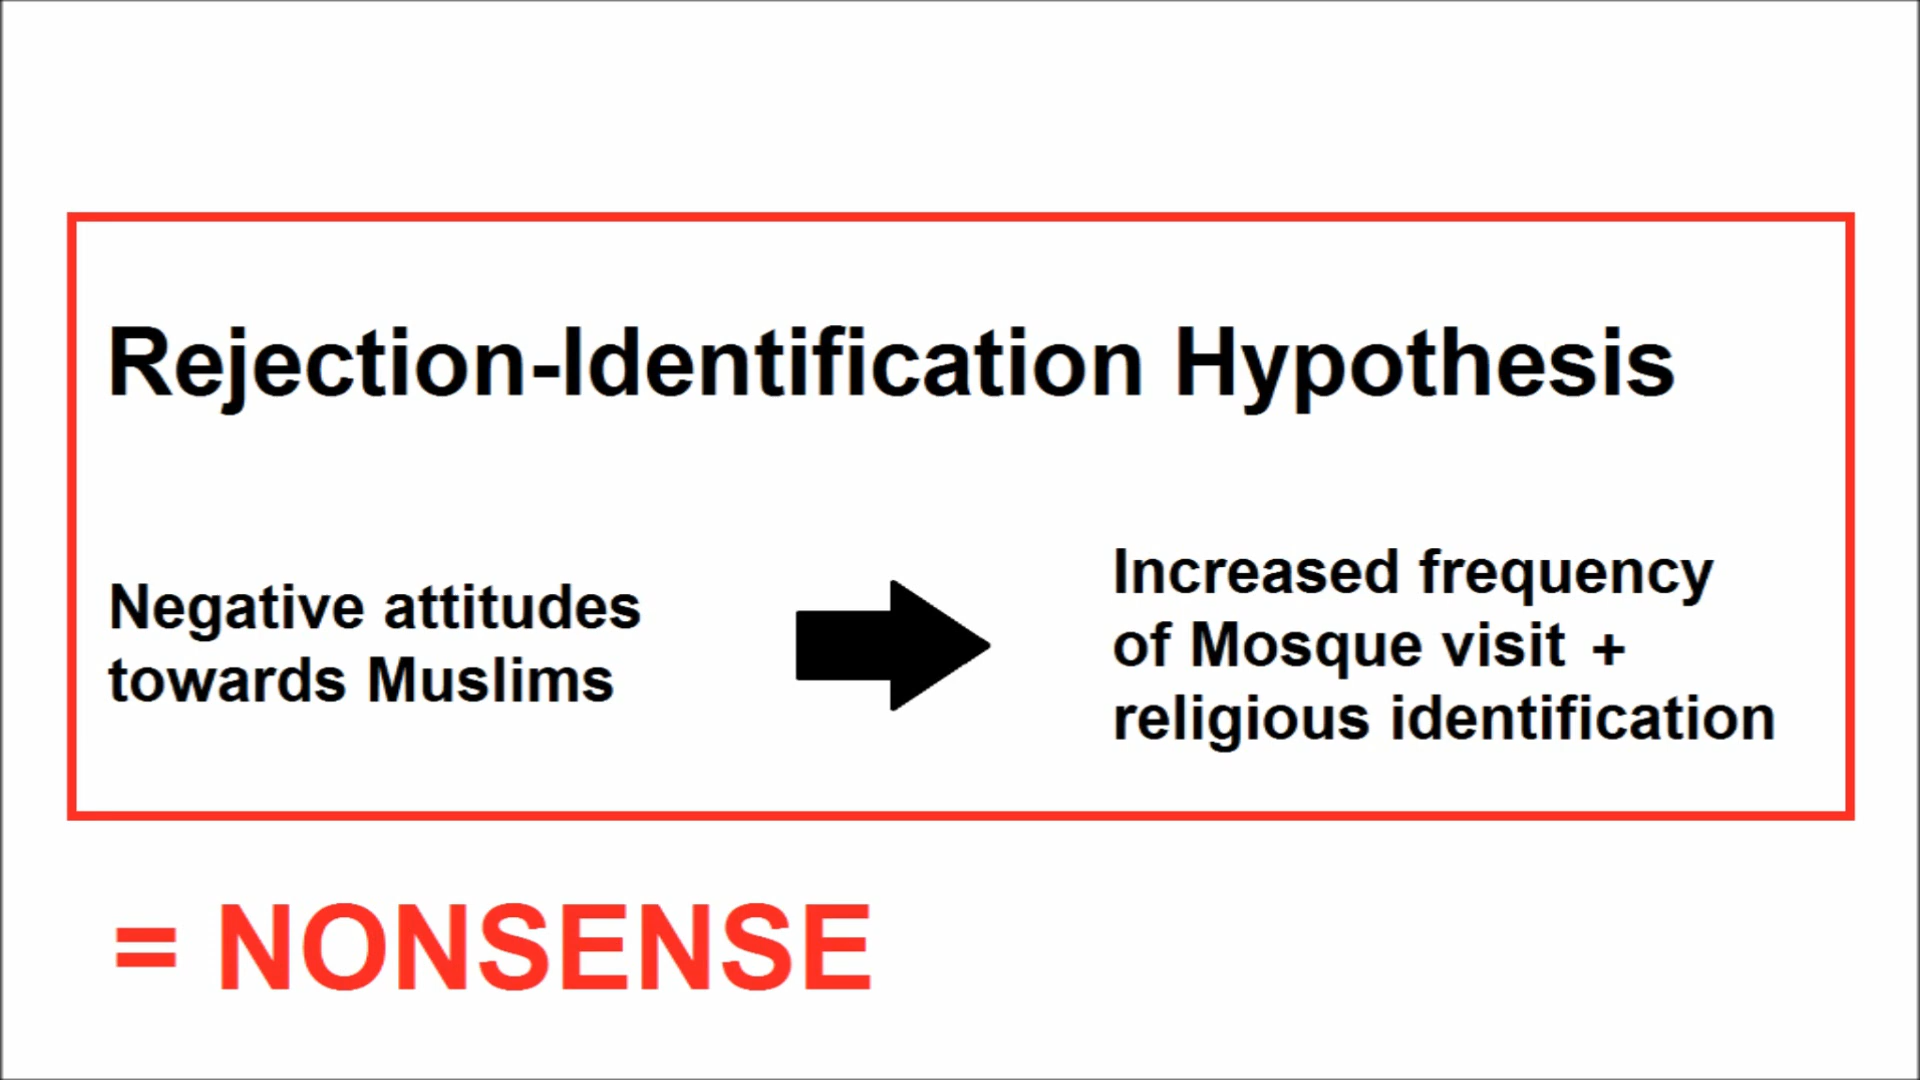 Rejection-Identification Hypothesis
Negative attitudes
towards Muslims
Increased frequency
of Mosque visit +
religious identification
= NONSENSE